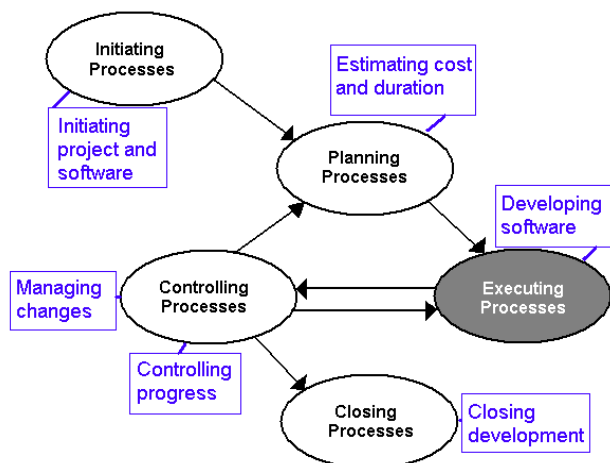 Initiating
Processes
Estimating cost
and duration
Initiating
project and
software
Planning
Processes
Developing
software
Managing
changes
Controlling
Processes
Executing
Processes
Controlling
progress
Closing
Processes
Closing
development